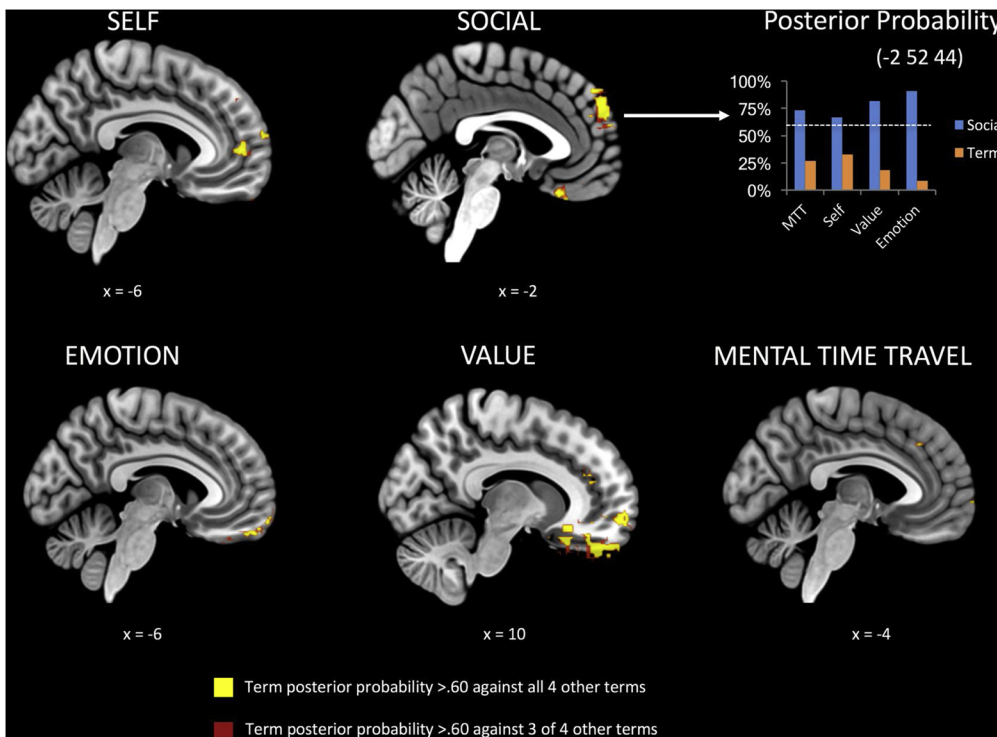 SELF
SOCIAL
Posterior Probability
(-2 52 44)
100%
75%
50%
25%
0%
MTT
Self
Value
Emotion
Socia
Term
x = -6
x = -2
EMOTION
VALUE
MENTAL TIME TRAVEL
x = -6
x = 10
x = -4
Term posterior probability >.60 against all 4 other terms
Term posterior probability >.60 against 3 of 4 other terms